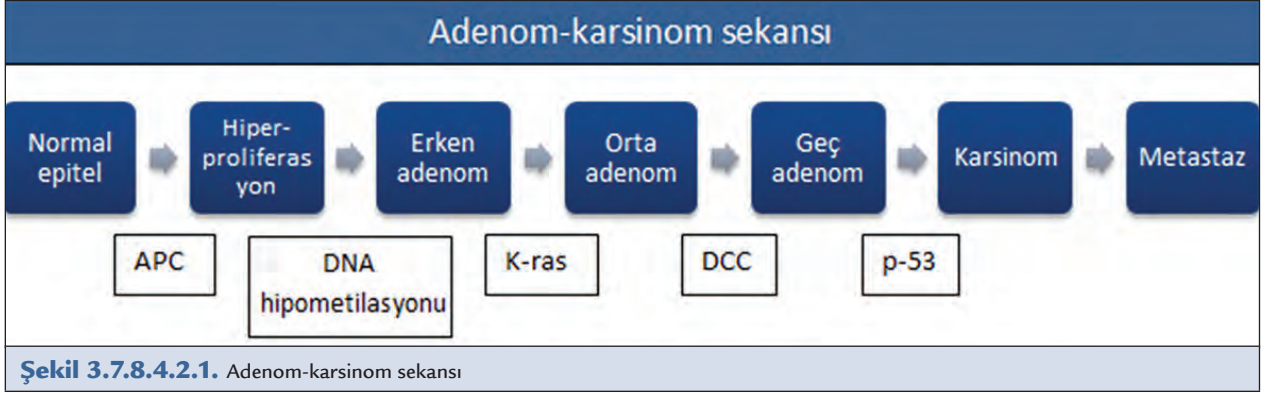 Adenom-karsinom sekansı
Normal
epitel
Hiper-
proliferas
yon
Erken
adenom
Orta
adenom
Geç
adenom
Karsinom
Metastaz
APC
DNA
hipometilasyonu
K-ras
DCC
p-53
Şekil 3.7.8.4.2.1. Adenom-karsinom sekansı